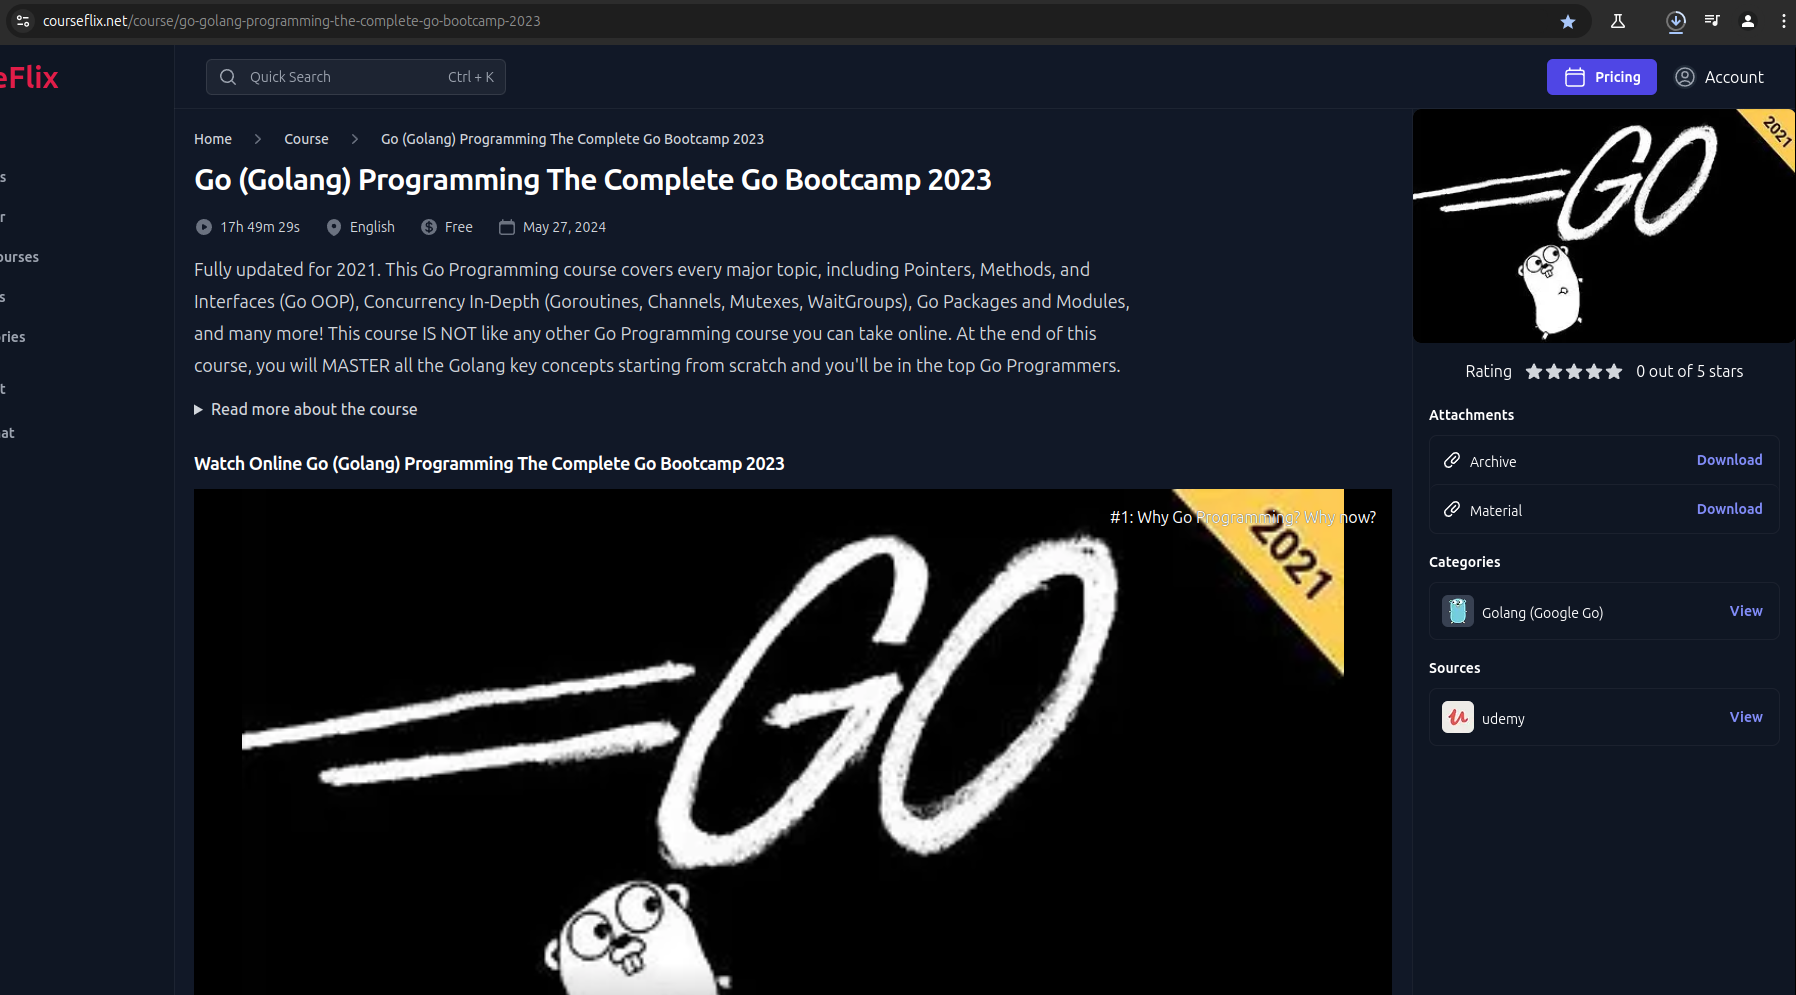 courseflix.net/course/go-golang-programming-the-complete-go-bootcamp-2023
eFlix
Quick Search Ctrl + K
Pricing
Account
s
r
ourses
s
ories
t
at
Home > Course > Go (Golang) Programming The Complete Go Bootcamp 2023
Go (Golang) Programming The Complete Go Bootcamp 2023
17h 49m 29s English Free May 27, 2024
Fully updated for 2021. This Go Programming course covers every major topic, including Pointers, Methods, and
Interfaces (Go OOP), Concurrency In-Depth (Goroutines, Channels, Mutexes, WaitGroups), Go Packages and Modules,
and many more! This course IS NOT like any other Go Programming course you can take online. At the end of this
course, you will MASTER all the Golang key concepts starting from scratch and you'll be in the top Go Programmers.
Read more about the course
Watch Online Go (Golang) Programming The Complete Go Bootcamp 2023
#1: Why Go Programming? Why now?
2021
GO
2021
GO
Rating 0 out of 5 stars
Attachments
Archive Download
Material Download
Categories
Golang (Google Go) View
Sources
udemy View